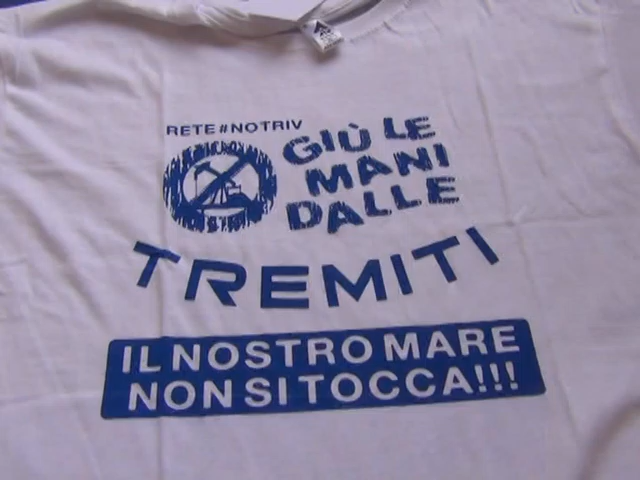 RETE #NOTRIV
GIÙ LE
MANI
DALLE
TREMITI
IL NOSTRO MARE
NON SI TOCCA!!!